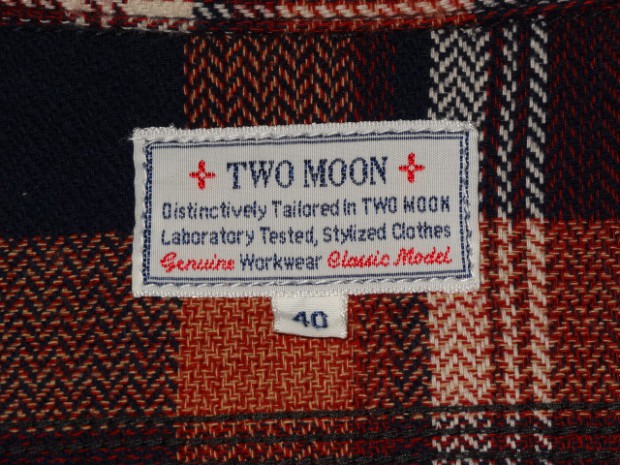 TWO MOON
Distinctively Tailored In TWO MOON
Laboratory Tested, Stylized Clothes
Genuine Workwear Classic Model
40